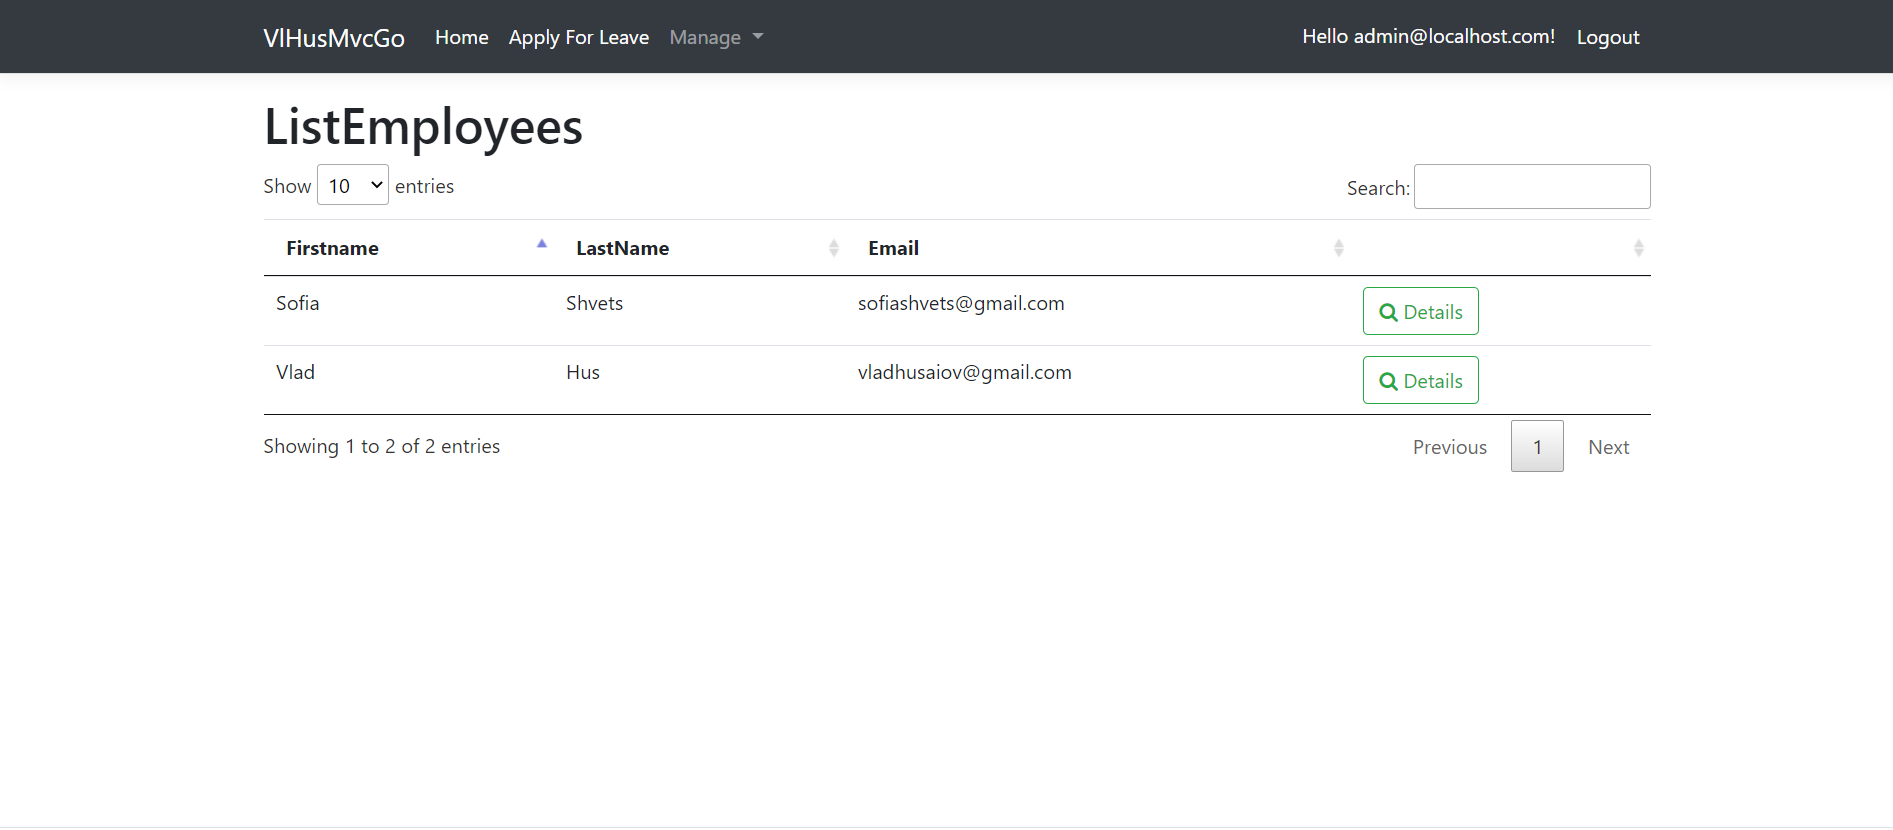 VlHusMvcGo Home Apply For Leave Manage Hello admin@localhost.com! Logout
ListEmployees
Show 10 entries Search:
Firstname LastName Email
Sofia Shvets sofiashvets@gmail.com Details
Vlad Hus vladhusaiov@gmail.com Details
Showing 1 to 2 of 2 entries Previous 1 Next